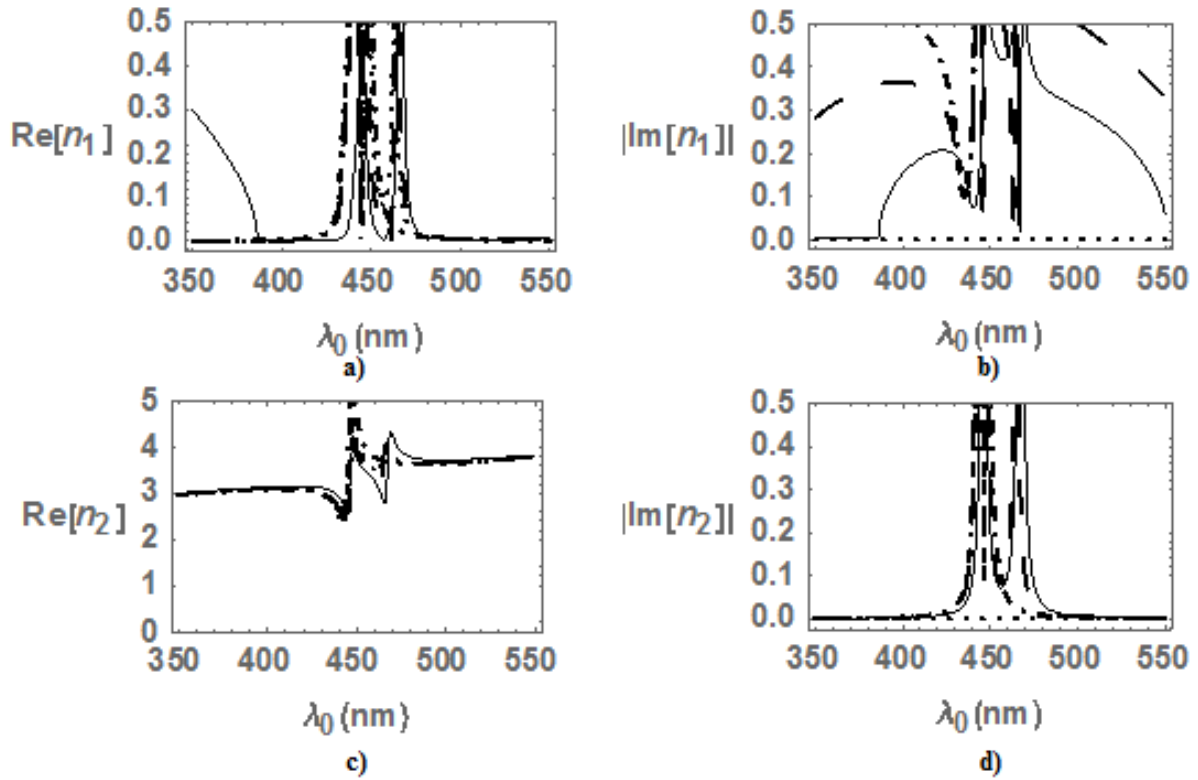 0.5 0.5
0.4 0.4
Re[n1] 0.3 |Im[n1]| 0.3
0.2 0.2
0.1 0.1
0.0 0.0
350 400 450 500 550 350 400 450 500 550
λ0 (nm) λ0 (nm)
a) b)
5 0.5
4 0.4
Re[n2] 3 |Im[n2]| 0.3
2 0.2
1 0.1
0 0.0
350 400 450 500 550 350 400 450 500 550
λ0 (nm) λ0 (nm)
c) d)